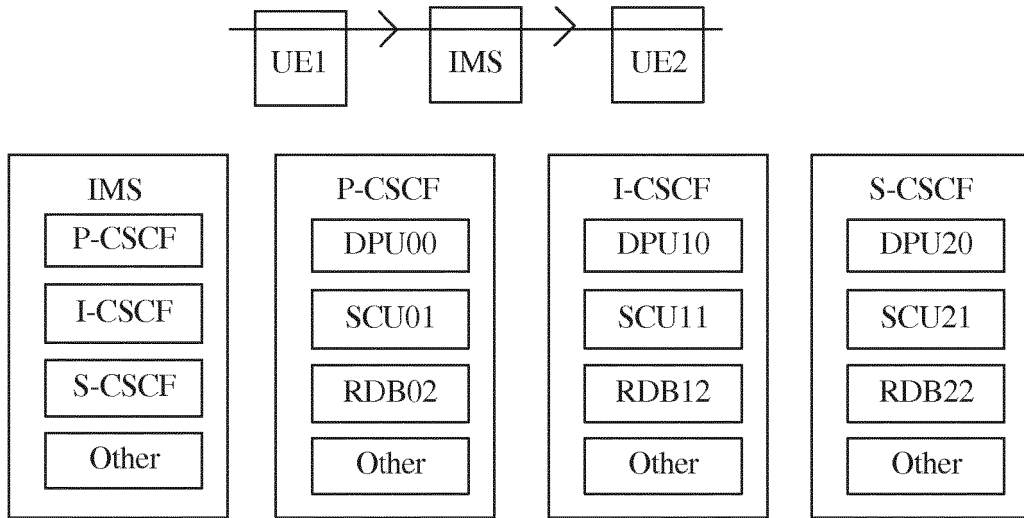 UE1
IMS
UE2
IMS
P-CSCF
I-CSCF
S-CSCF
Other
P-CSCF
DPU00
SCU01
RDB02
Other
I-CSCF
DPU10
SCU11
RDB12
Other
S-CSCF
DPU20
SCU21
RDB22
Other